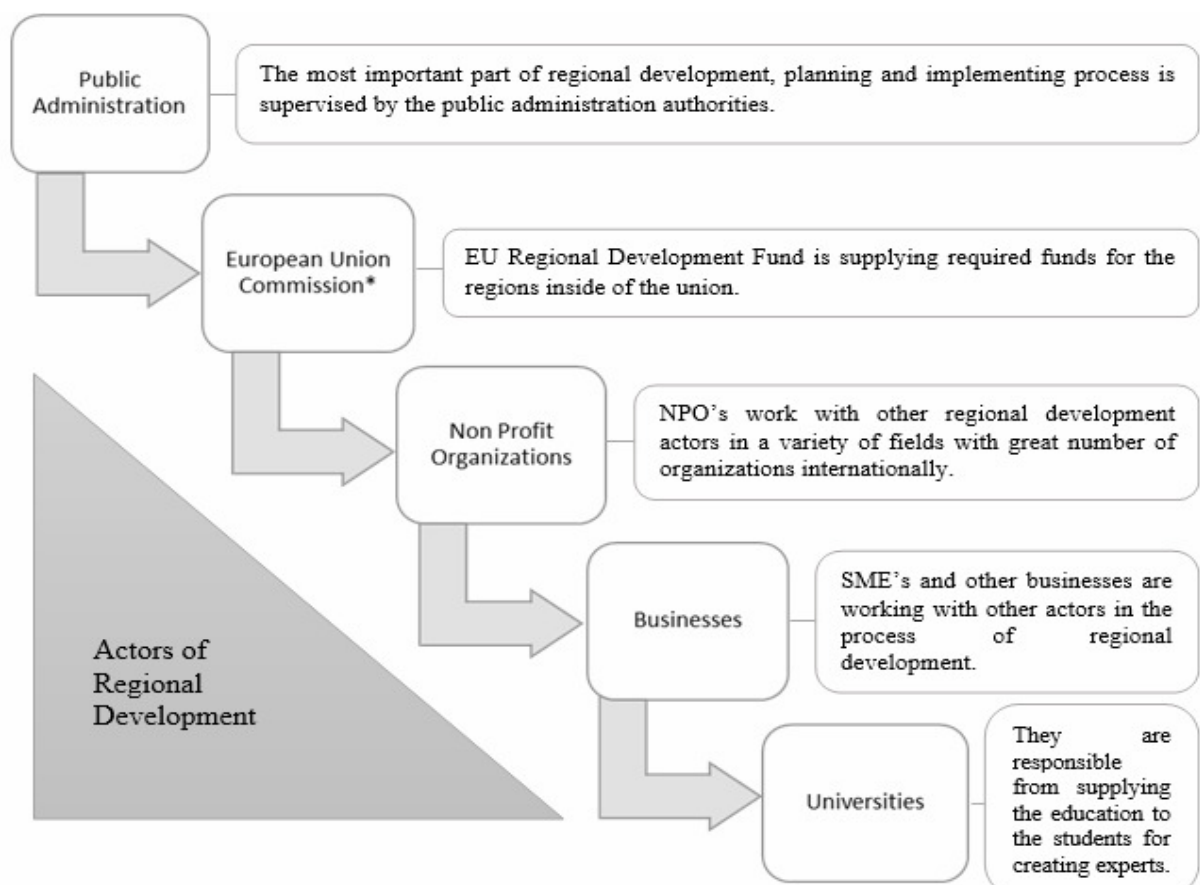 Public
Administration
The most important part of regional development, planning and implementing process is
supervised by the public administration authorities.
European Union
Commission*
EU Regional Development Fund is supplying required funds for the
regions inside of the union.
Non Profit
Organizations
NPO's work with other regional development
actors in a variety of fields with great number of
organizations internationally.
Businesses
SME's and other businesses are
working with other actors in the
process of regional
development.
Actors of
Regional
Development
Universities
They are
responsible
from supplying
the education to
the students for
creating experts.